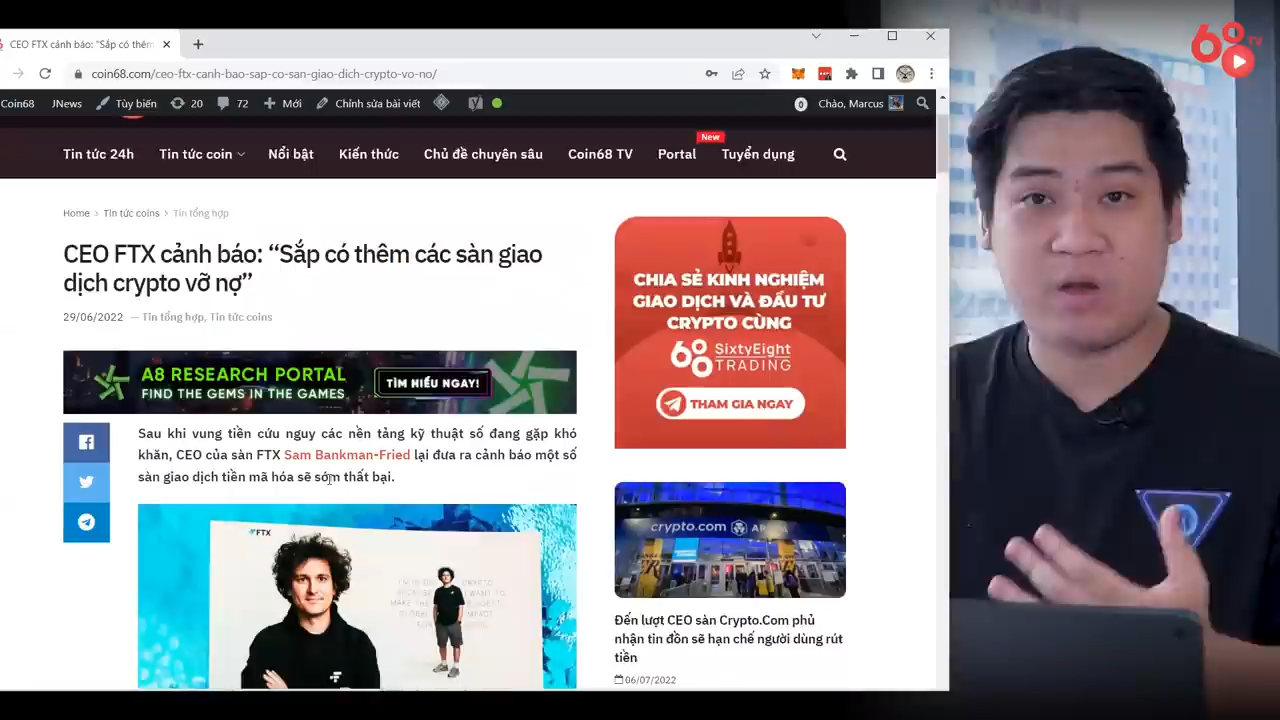 68 TV
CEO FTX cảnh báo: "Sắp có thêm
coin68.com/ceo-ftx-canh-bao-sap-co-san-giao-dich-crypto-vo-no/
Coin68 JNews Tùy biến 20 72 Mới Chỉnh sửa bài viết 0 Chào, Marcus
New
Tin tức 24h Tin tức coin Nổi bật Kiến thức Chủ đề chuyên sâu Coin68 TV Portal Tuyển dụng
Home > Tin tức coins > Tin tổng hợp
CEO FTX cảnh báo: “Sắp có thêm các sàn giao
dịch crypto vỡ nợ”
29/06/2022 — Tin tổng hợp, Tin tức coins
A8 RESEARCH PORTAL
FIND THE GEMS IN THE GAMES
TÌM HIỂU NGAY!
Sau khi vung tiền cứu nguy các nền tảng kỹ thuật số đang gặp khó
khăn, CEO của sàn FTX Sam Bankman-Fried lại đưa ra cảnh báo một số
sàn giao dịch tiền mã hóa sẽ sớm thất bại.
FTX
CHIA SẺ KINH NGHIỆM
GIAO DỊCH VÀ ĐẦU TƯ
CRYPTO CÙNG
68 SixtyEight
TRADING
THAM GIA NGAY
crypto.com ARENA
Đến lượt CEO sàn Crypto.Com phủ
nhận tin đồn sẽ hạn chế người dùng rút
tiền
06/07/2022